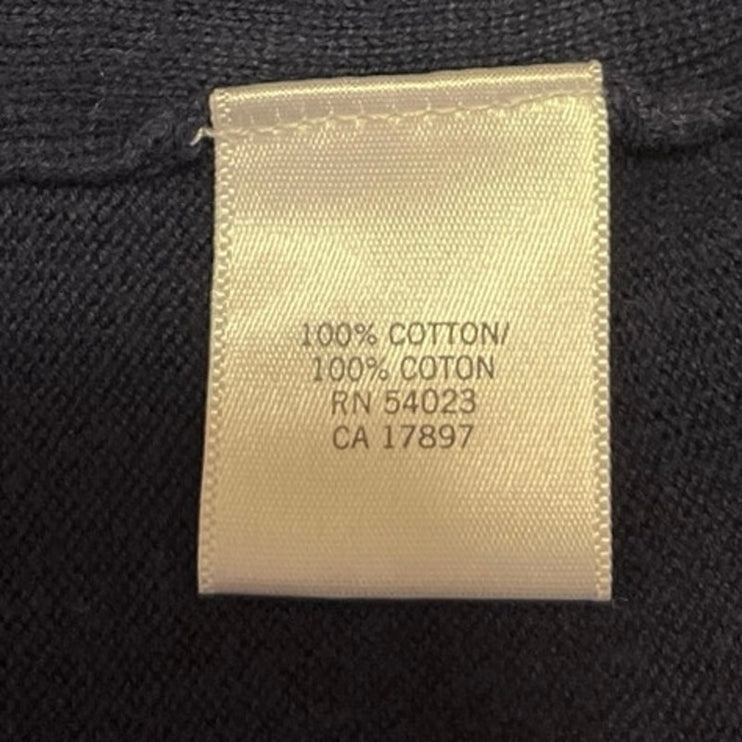 100% COTTON/
100% COTON
RN 54023
CA 17897